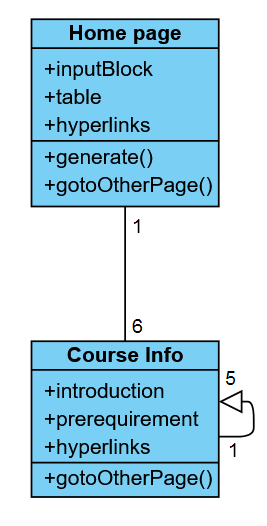 Home page
+inputBlock
+table
+hyperlinks
+generate()
+gotoOtherPage()
1
6
Course Info
5
+introduction
+prerequirement
+hyperlinks
1
+gotoOtherPage()